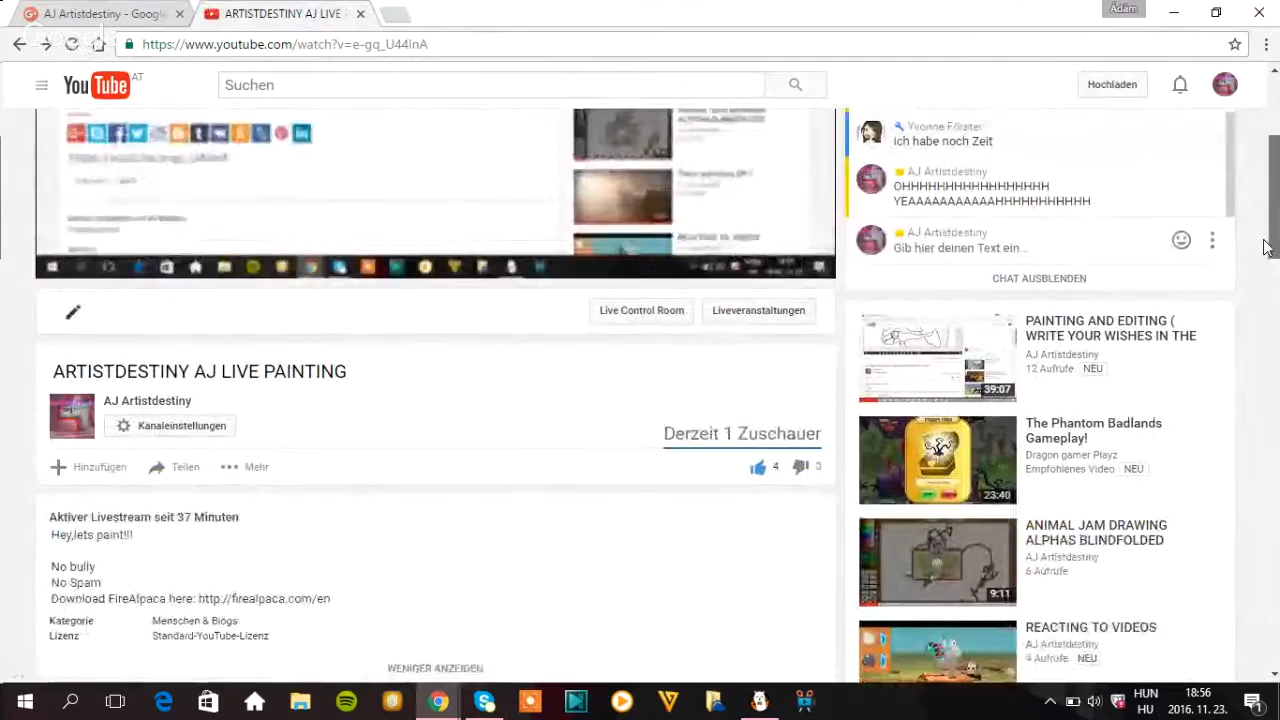 AJ Artistdestiny - Google
ARTISTDESTINY AJ LIVE
Ádám
https://www.youtube.com/watch?v=e-gq_U44lnA
YouTube AT
Suchen
Hochladen
Yvonne Förster
ich habe noch Zeit
AJ Artistdestiny
OHHHHHHHHHHHHHHHHH
YEAAAAAAAAAAHHHHHHHHHHH
AJ Artistdestiny
Gib hier deinen Text ein...
CHAT AUSBLENDEN
Live Control Room
Liveveranstaltungen
ARTISTDESTINY AJ LIVE PAINTING
AJ Artistdestiny
Kanaleinstellungen
Derzeit 1 Zuschauer
Hinzufügen
Teilen
Mehr
4
0
Aktiver Livestream seit 37 Minuten
Hey,lets paint!!!
No bully
No Spam
Download FireAlpaca here: http://firealpaca.com/en
Kategorie Menschen & Blogs
Lizenz Standard-YouTube-Lizenz
WENIGER ANZEIGEN
PAINTING AND EDITING (
WRITE YOUR WISHES IN THE
AJ Artistdestiny
12 Aufrufe NEU
39:07
The Phantom Badlands
Gameplay!
Dragon gamer Playz
Empfohlenes Video NEU
23:40
ANIMAL JAM DRAWING
ALPHAS BLINDFOLDED
AJ Artistdestiny
6 Aufrufe
9:11
REACTING TO VIDEOS
AJ Artistdestiny
Aufrufe NEU
HUN
HU
18:56
2016. 11. 23.
1